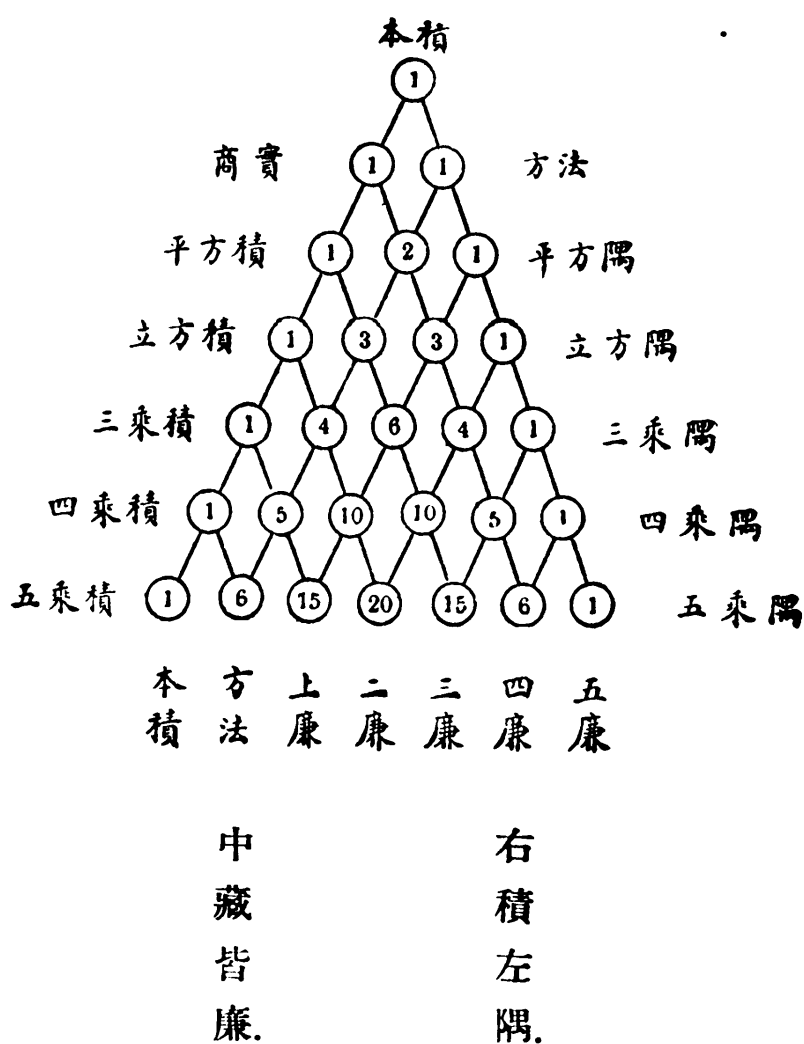 本積
1
商實 1 1 方法
平方積 1 2 1 平方隅
立方積 1 3 3 1 立方隅
三乘積 1 4 6 4 1 三乘隅
四乘積 1 5 10 10 5 1 四乘隅
五乘積 1 6 15 20 15 6 1 五乘隅
本積
方法
上廉
二廉
三廉
四廉
五廉
右積左隅.
中藏皆廉.